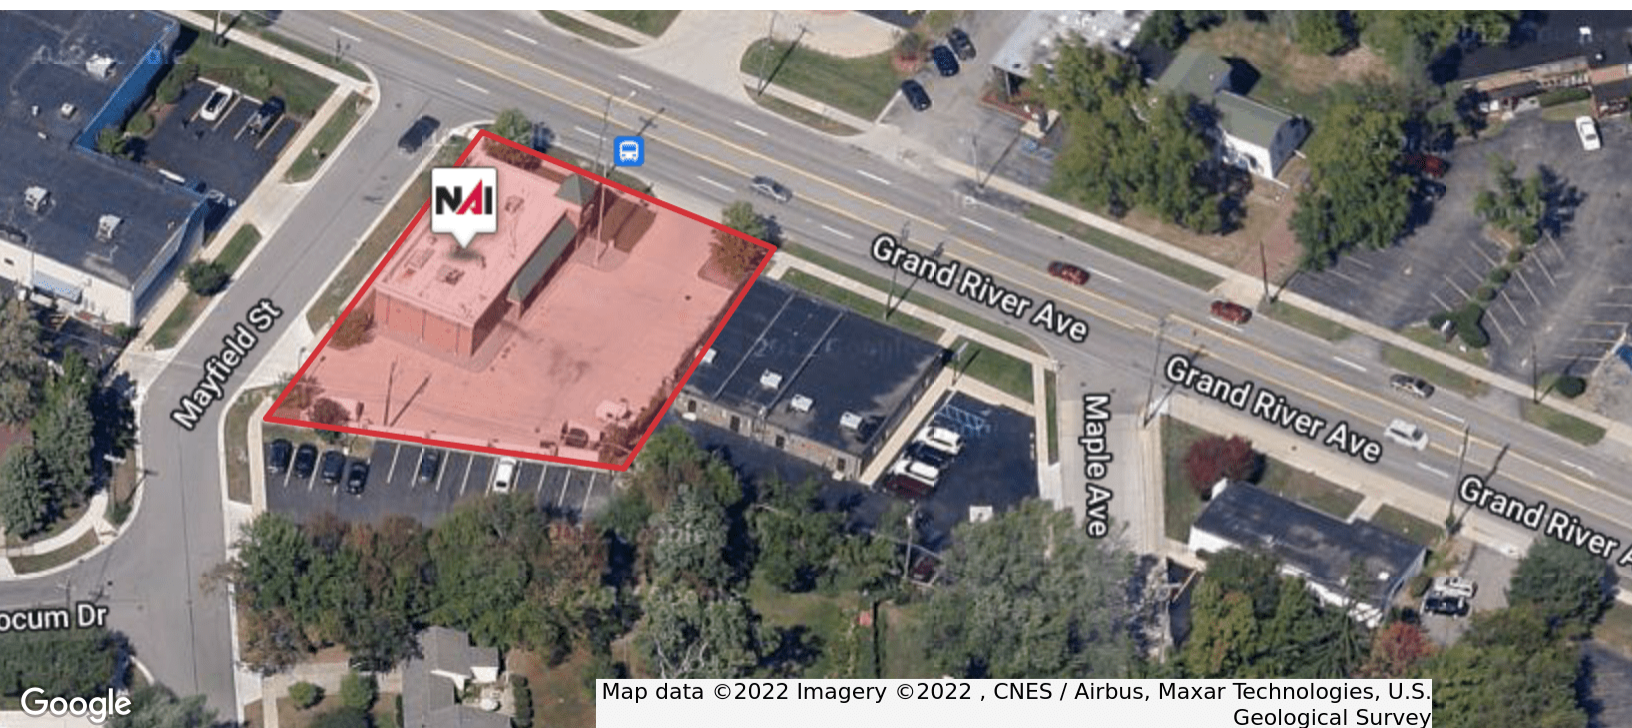 NAI
Grand River Ave
Mayfield St
Grand River Ave
Maple Ave
Grand River A
ocum Dr
Google
Map data ©2022 Imagery ©2022 , CNES / Airbus, Maxar Technologies, U.S.
Geological Survey